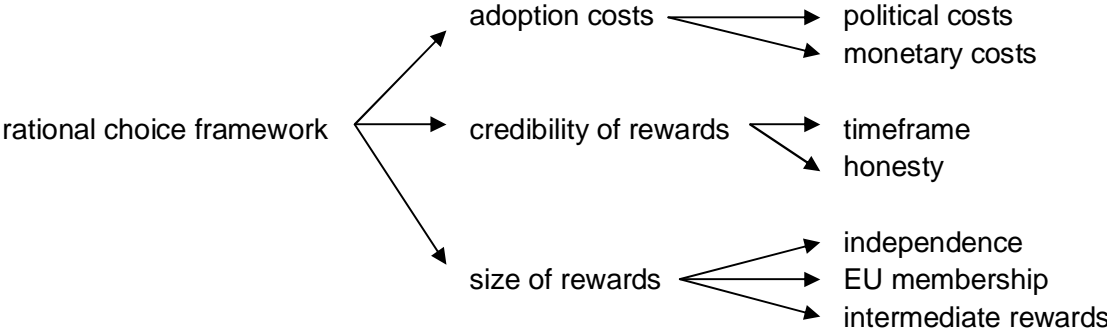 adoption costs
political costs
monetary costs
rational choice framework
credibility of rewards
timeframe
honesty
size of rewards
independence
EU membership
intermediate rewards